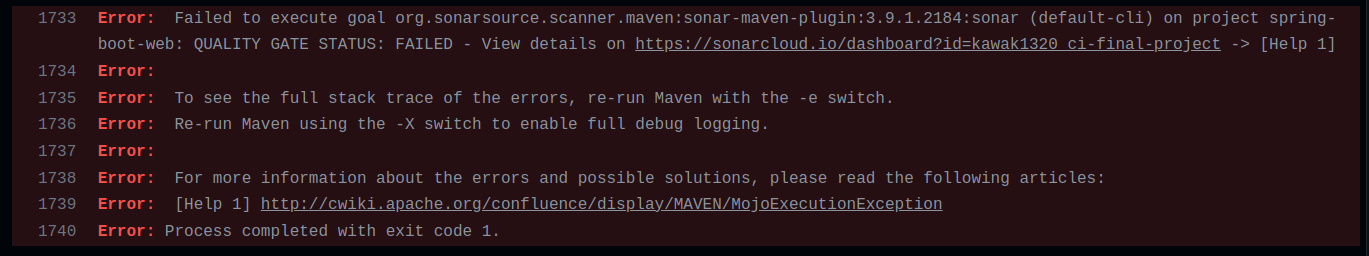 1733 Error:  Failed to execute goal org.sonarsource.scanner.maven:sonar-maven-plugin:3.9.1.2184:sonar (default-cli) on project spring-
boot-web: QUALITY GATE STATUS: FAILED - View details on https://sonarcloud.io/dashboard?id=kawak1320_ci-final-project -> [Help 1]
1734 Error:
1735 Error:  To see the full stack trace of the errors, re-run Maven with the -e switch.
1736 Error:  Re-run Maven using the -X switch to enable full debug logging.
1737 Error:
1738 Error:  For more information about the errors and possible solutions, please read the following articles:
1739 Error:  [Help 1] http://cwiki.apache.org/confluence/display/MAVEN/MojoExecutionException
1740 Error: Process completed with exit code 1.